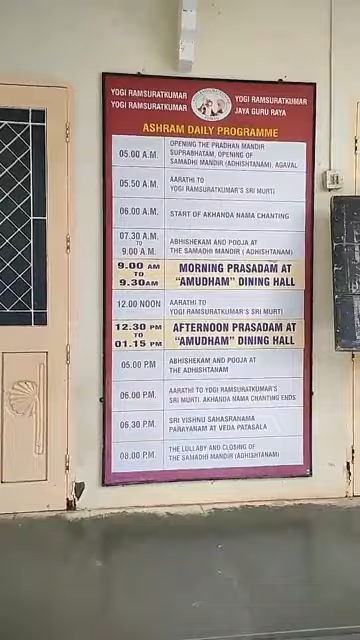 YOGI RAMSURATKUMAR YOGI RAMSURATKUMAR
YOGI RAMSURATKUMAR JAYA GURU RAYA
ASHRAM DAILY PROGRAMME
05.00 A.M. OPENING THE PRADHAN MANDIR
SUPRABHATAM, OPENING OF
SAMADHI MANDIR (ADHISHTANAM), AGAVAL
05.50 A.M. AARATHI TO
YOGI RAMSURATKUMAR'S SRI MURTI
06.00 A.M. START OF AKHANDA NAMA CHANTING
07.30 A.M.
TO
9.00 A.M.
ABHISHEKAM AND POOJA AT
THE SAMADHI MANDIR ( ADHISHTANAM)
9.00 AM
TO
9.30AM
MORNING PRASADAM AT
“AMUDHAM” DINING HALL
12.00 NOON AARATHI TO
YOGI RAMSURATKUMAR'S SRI MURTI
12.30 PM
TO
01.15 PM
AFTERNOON PRASADAM AT
“AMUDHAM” DINING HALL
05.00 P.M. ABHISHEKAM AND POOJA AT
THE ADHISHTANAM
06.00 P.M. AARATHI TO YOGI RAMSURATKUMAR'S
SRI MURTI. AKHANDA NAMA CHANTING ENDS
06.30 P.M. SRI VISHNU SAHASRANAMA
PARAYANAM AT VEDA PATASALA
08.00 P.M. THE LULLABY AND CLOSING OF
THE SAMADHI MANDIR (ADHISHTANAM)